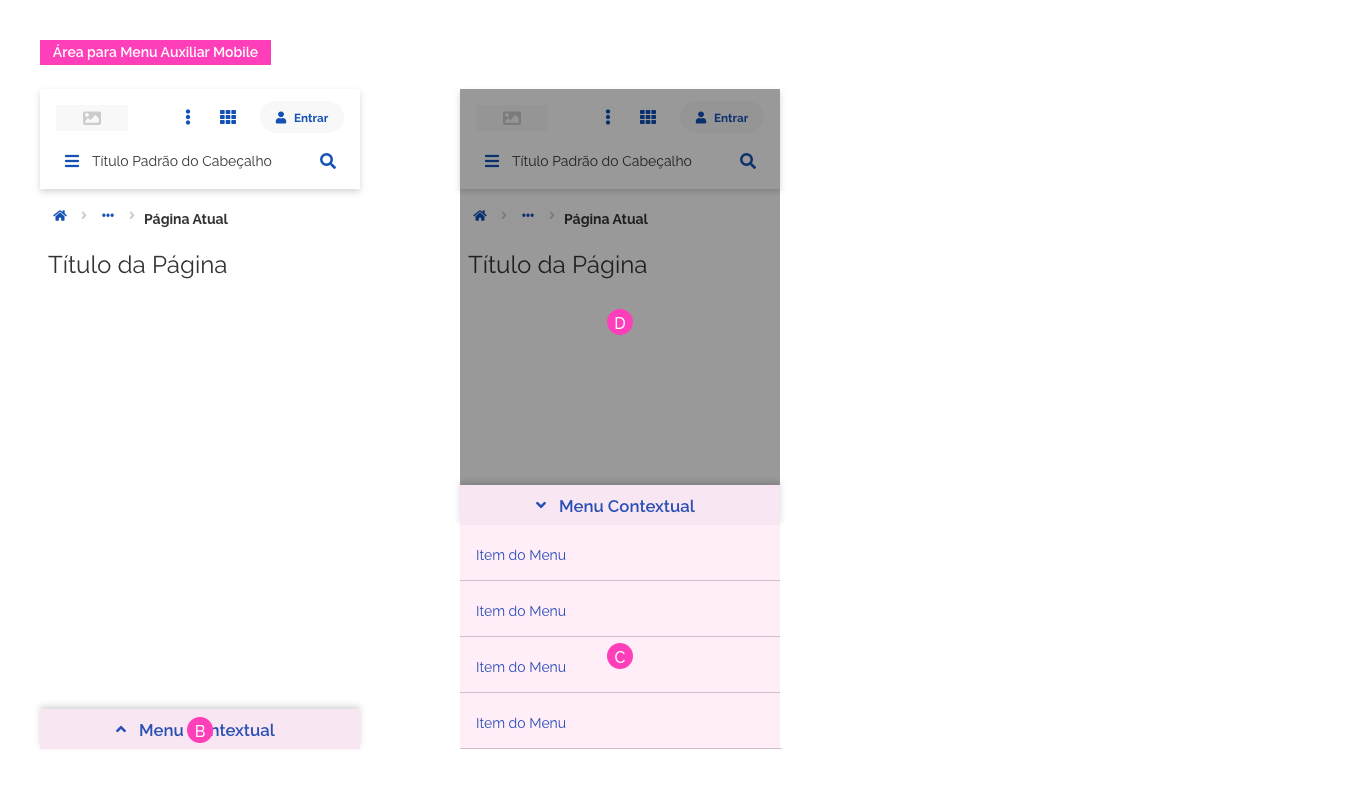 Área para Menu Auxiliar Mobile
Entrar
Título Padrão do Cabeçalho
Página Atual
Título da Página
Menu ntextual
B
Entrar
Título Padrão do Cabeçalho
Página Atual
Título da Página
D
Menu Contextual
Item do Menu
Item do Menu
Item do Menu
C
Item do Menu